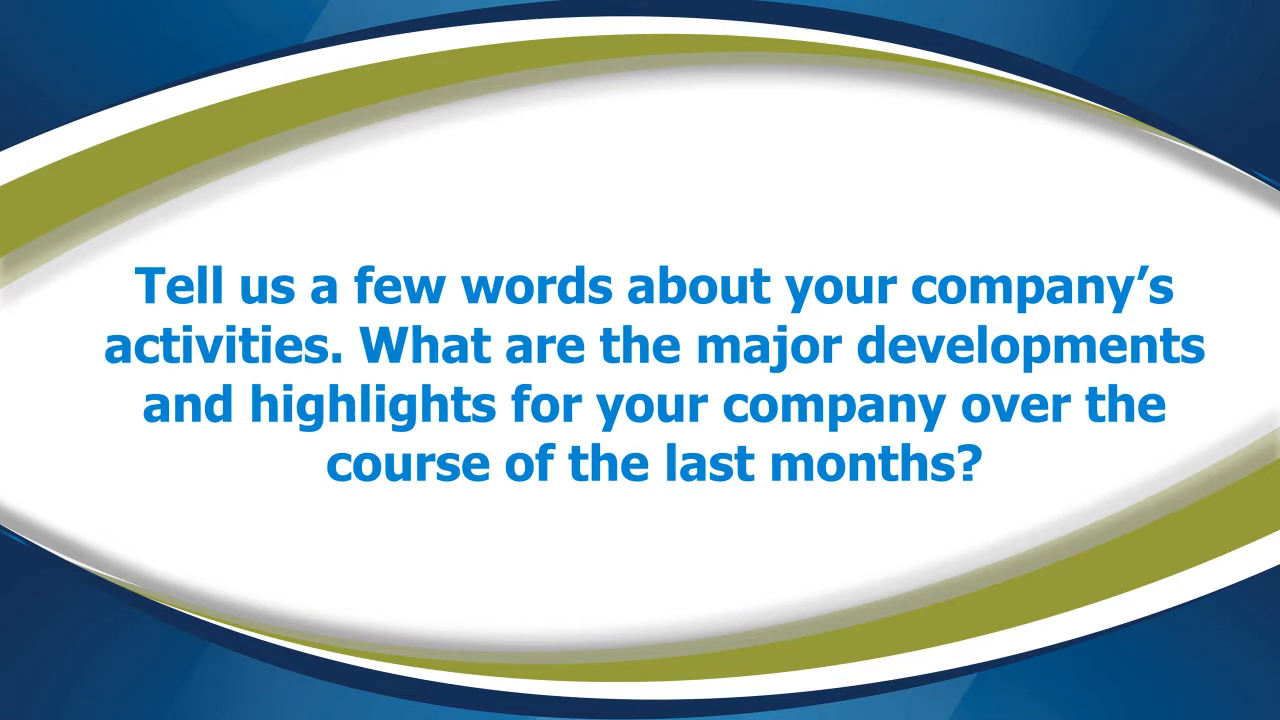 Tell us a few words about your company’s
activities. What are the major developments
and highlights for your company over the
course of the last months?